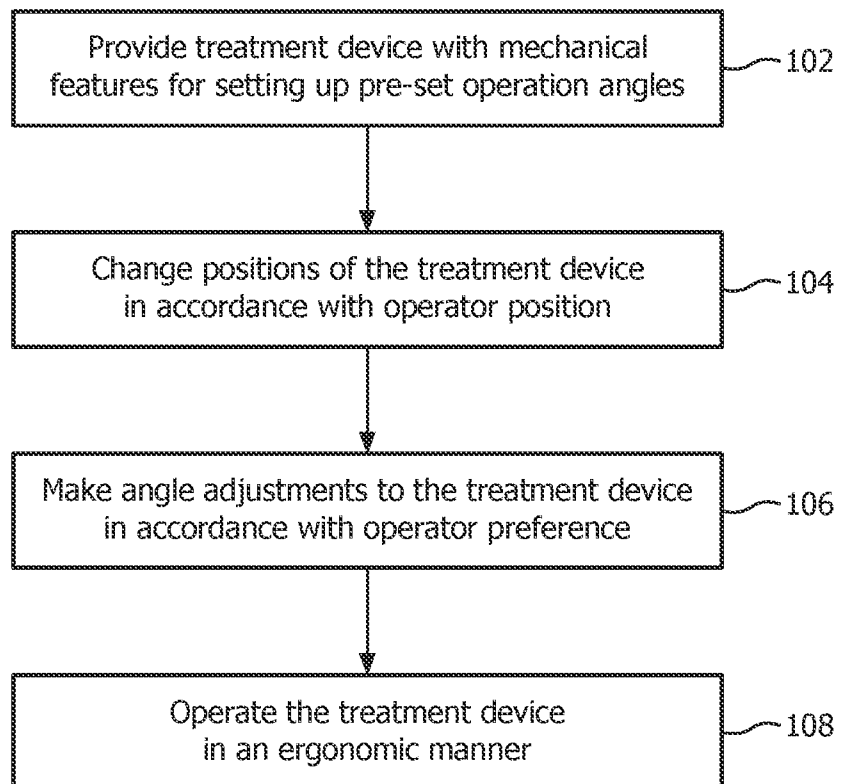 Provide treatment device with mechanical
features for setting up pre-set operation angles
102
Change positions of the treatment device
in accordance with operator position
104
Make angle adjustments to the treatment device
in accordance with operator preference
106
Operate the treatment device
in an ergonomic manner
108